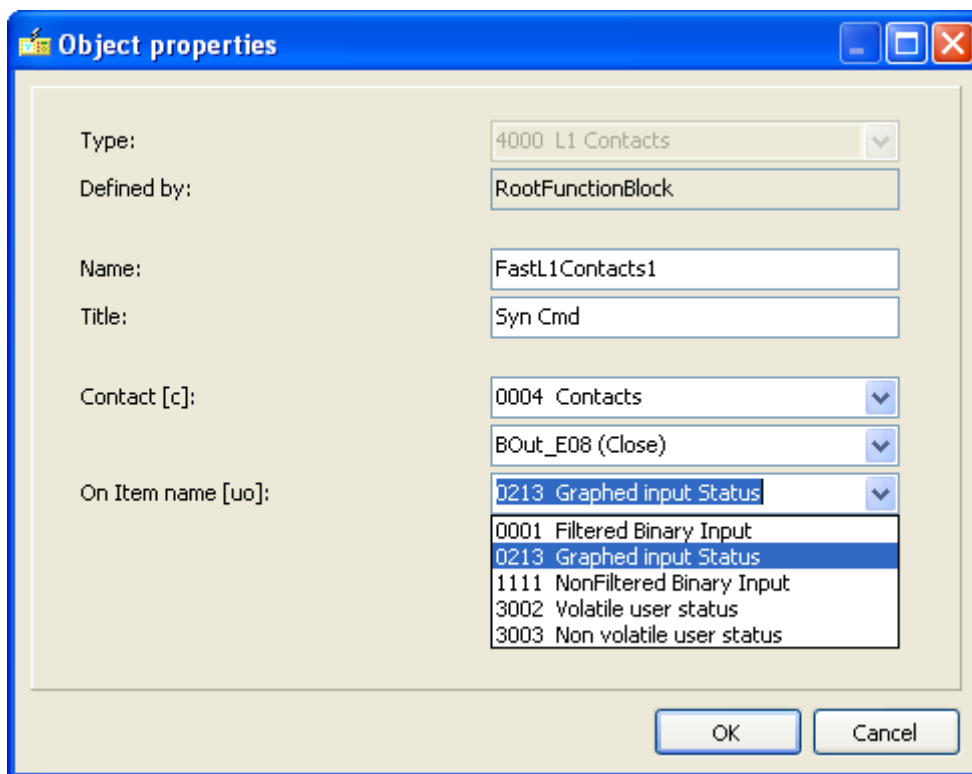 Object properties
Type: 4000 L1 Contacts
Defined by: RootFunctionBlock
Name: FastL1Contacts1
Title: Syn Cmd
Contact [c]: 0004 Contacts
BOut_E08 (Close)
On Item name [uo]: 0213 Graphed input Status
0001 Filtered Binary Input
0213 Graphed input Status
1111 NonFiltered Binary Input
3002 Volatile user status
3003 Non volatile user status
OK Cancel